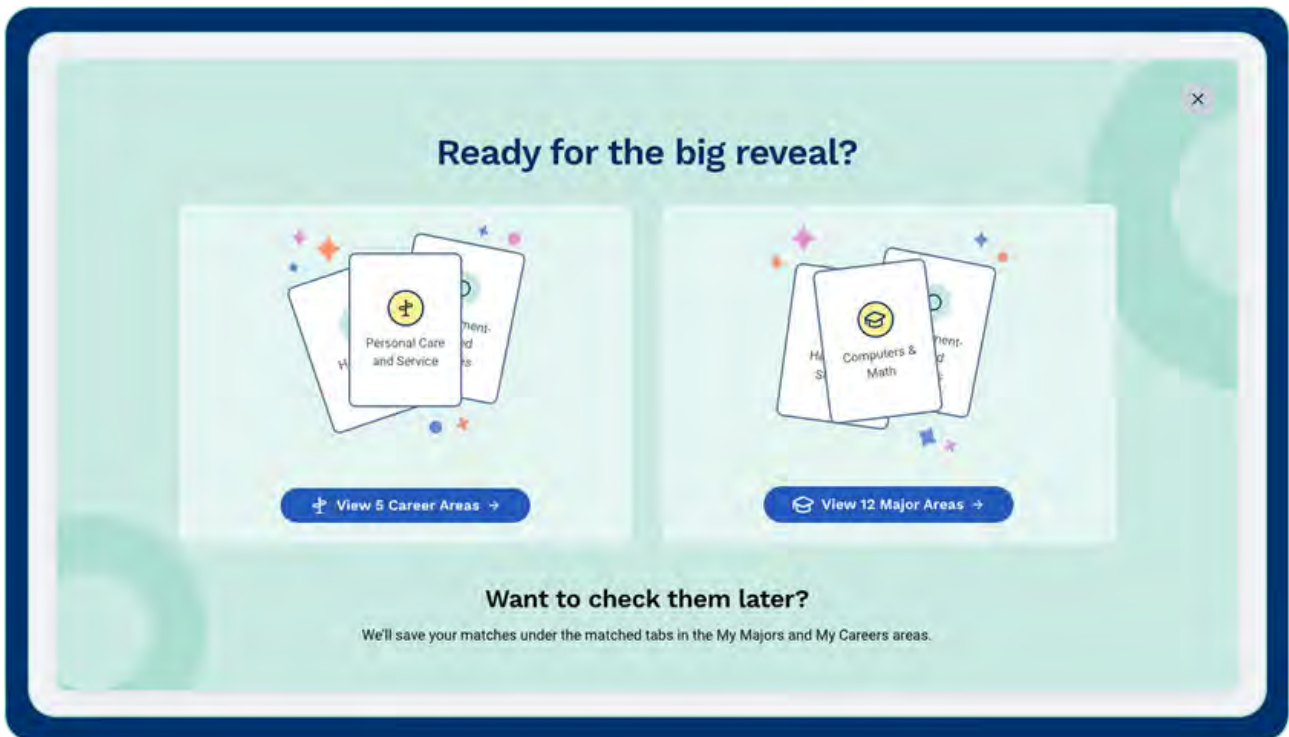 Ready for the big reveal?
Personal Care
and Service
Computers &
Math
View 5 Career Areas →
View 12 Major Areas →
Want to check them later?
We'll save your matches under the matched tabs in the My Majors and My Careers areas.